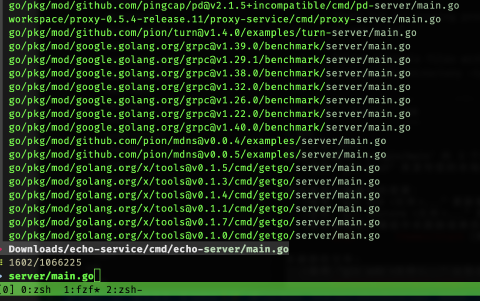 go/pkg/mod/github.com/pingcap/pd@v2.1.5+incompatible/cmd/pd-server/main.go
workspace/proxy-0.5.4-release.11/proxy-service/cmd/proxy-server/main.go
go/pkg/mod/github.com/pion/turn@v1.4.0/examples/turn-server/main.go
go/pkg/mod/google.golang.org/grpc@v1.39.0/benchmark/server/main.go
go/pkg/mod/google.golang.org/grpc@v1.29.1/benchmark/server/main.go
go/pkg/mod/google.golang.org/grpc@v1.38.0/benchmark/server/main.go
go/pkg/mod/google.golang.org/grpc@v1.32.0/benchmark/server/main.go
go/pkg/mod/google.golang.org/grpc@v1.26.0/benchmark/server/main.go
go/pkg/mod/google.golang.org/grpc@v1.22.0/benchmark/server/main.go
go/pkg/mod/google.golang.org/grpc@v1.40.0/benchmark/server/main.go
go/pkg/mod/github.com/pion/mdns@v0.0.4/examples/server/main.go
go/pkg/mod/github.com/pion/mdns@v0.0.5/examples/server/main.go
go/pkg/mod/golang.org/x/tools@v0.1.5/cmd/getgo/server/main.go
go/pkg/mod/golang.org/x/tools@v0.1.3/cmd/getgo/server/main.go
go/pkg/mod/golang.org/x/tools@v0.1.4/cmd/getgo/server/main.go
go/pkg/mod/golang.org/x/tools@v0.1.1/cmd/getgo/server/main.go
go/pkg/mod/golang.org/x/tools@v0.1.7/cmd/getgo/server/main.go
go/pkg/mod/golang.org/x/tools@v0.1.0/cmd/getgo/server/main.go
Downloads/echo-service/cmd/echo-server/main.go
1602/1066225
> server/main.go
[0] 0:zsh  1:fzf* 2:zsh-